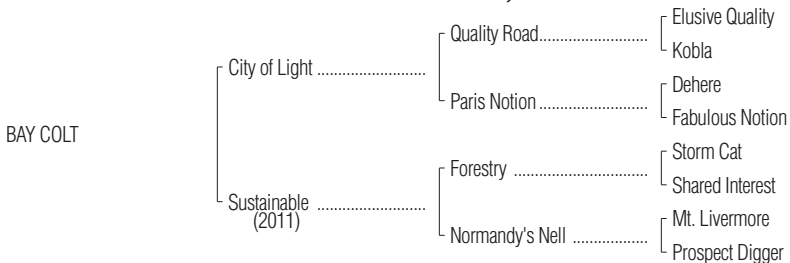 Elusive Quality
Quality Road..........................
Kobla
City of Light ..........................
Dehere
Paris Notion .........................
Fabulous Notion
BAY COLT
Storm Cat
Forestry ................................
Shared Interest
Sustainable ..........................
(2011)
Mt. Livermore
Normandy's Nell ..................
Prospect Digger